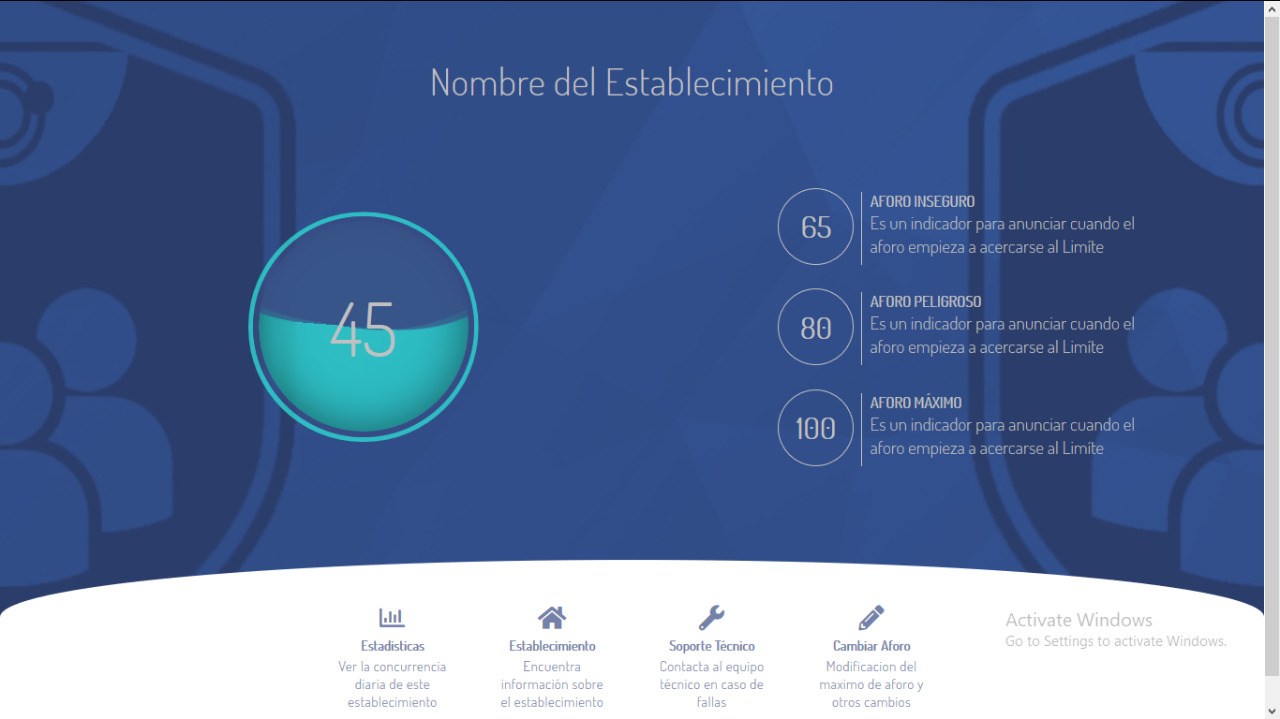 Nombre del Establecimiento
45
65
AFORO INSEGURO
Es un indicador para anunciar cuando el
aforo empieza a acercarse al Limíte
80
AFORO PELIGROSO
Es un indicador para anunciar cuando el
aforo empieza a acercarse al Limíte
100
AFORO MÁXIMO
Es un indicador para anunciar cuando el
aforo empieza a acercarse al Limíte
Estadisticas
Ver la concurrencia
diaria de este
establecimiento
Establecimiento
Encuentra
información sobre
el establecimiento
Soporte Técnico
Contacta al equipo
técnico en caso de
fallas
Cambiar Aforo
Modificacion del
maximo de aforo y
otros cambios
Activate Windows
Go to Settings to activate Windows.